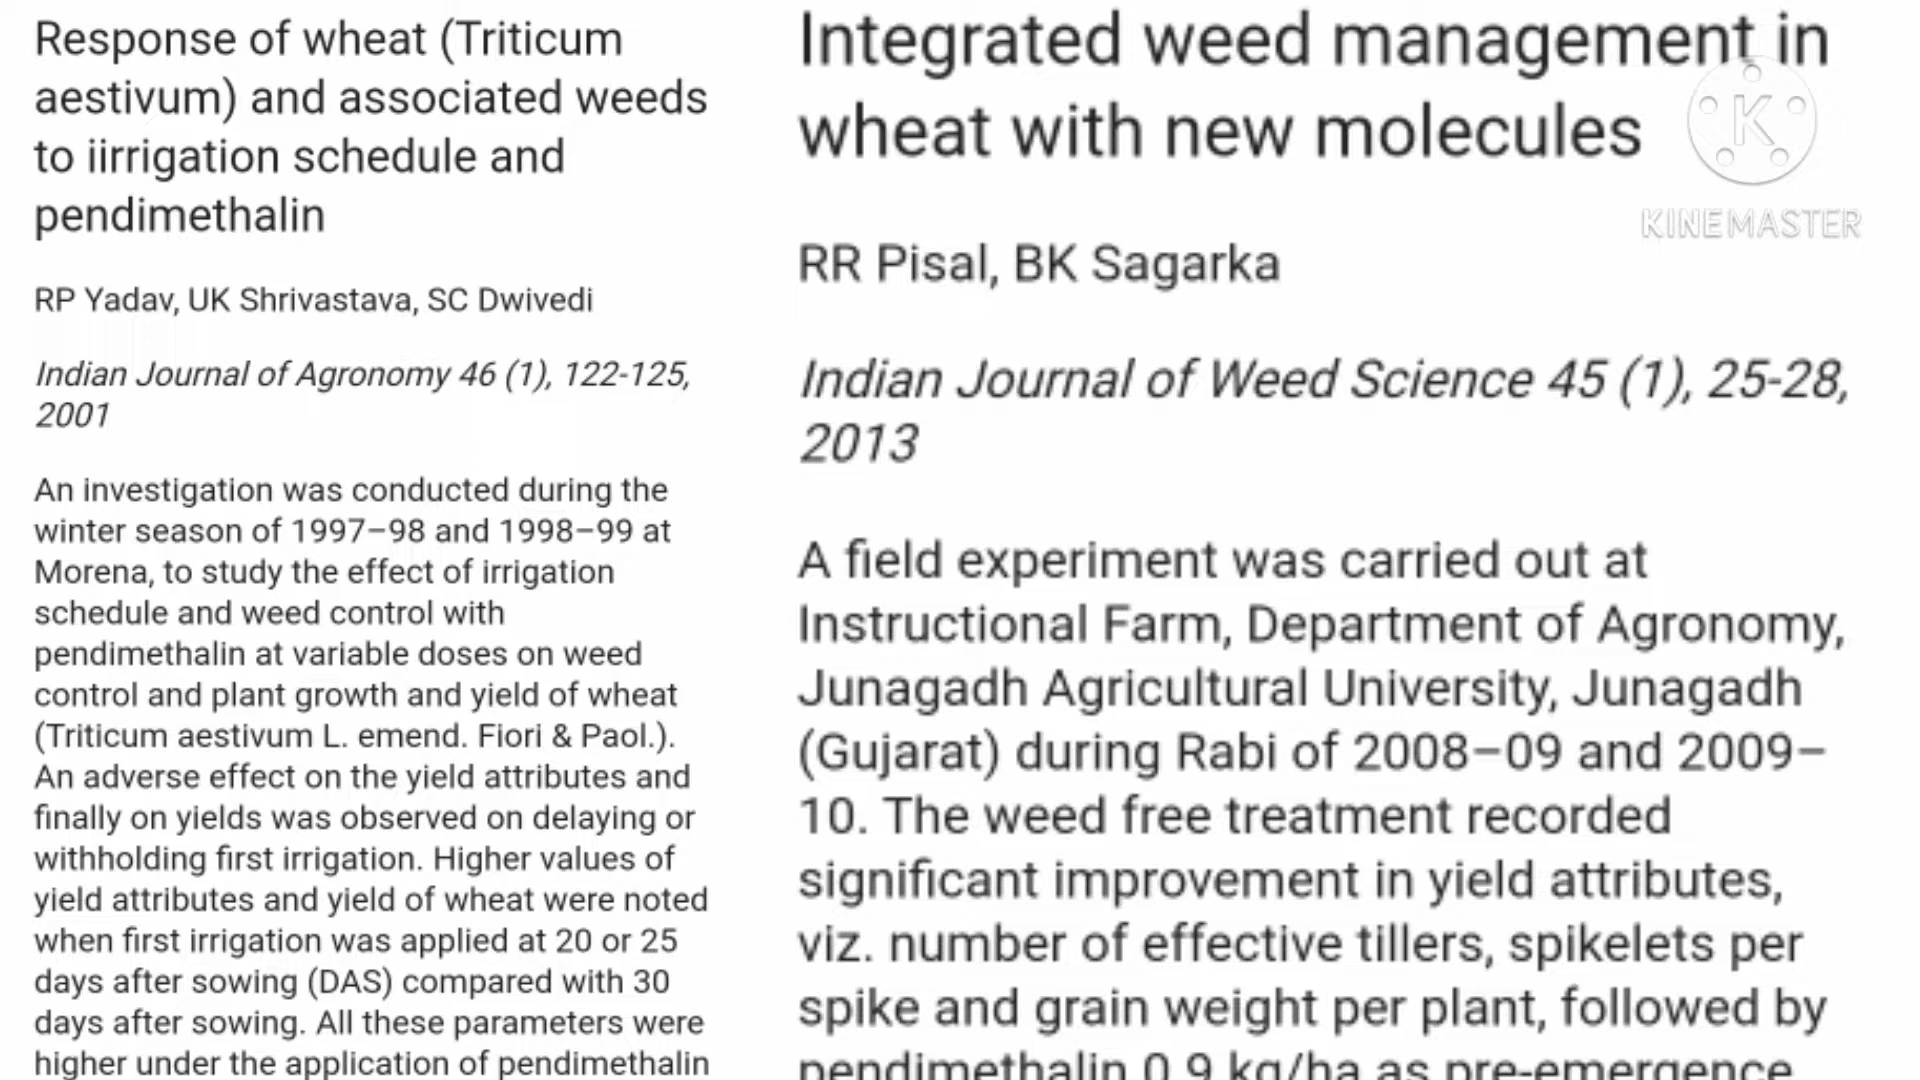 Response of wheat (Triticum
aestivum) and associated weeds
to iirrigation schedule and
pendimethalin
RP Yadav, UK Shrivastava, SC Dwivedi
Indian Journal of Agronomy 46 (1), 122-125,
2001
An investigation was conducted during the
winter season of 1997–98 and 1998–99 at
Morena, to study the effect of irrigation
schedule and weed control with
pendimethalin at variable doses on weed
control and plant growth and yield of wheat
(Triticum aestivum L. emend. Fiori & Paol.).
An adverse effect on the yield attributes and
finally on yields was observed on delaying or
withholding first irrigation. Higher values of
yield attributes and yield of wheat were noted
when first irrigation was applied at 20 or 25
days after sowing (DAS) compared with 30
days after sowing. All these parameters were
higher under the application of pendimethalin
Integrated weed management in
wheat with new molecules
RR Pisal, BK Sagarka
Indian Journal of Weed Science 45 (1), 25-28,
2013
A field experiment was carried out at
Instructional Farm, Department of Agronomy,
Junagadh Agricultural University, Junagadh
(Gujarat) during Rabi of 2008–09 and 2009–
10. The weed free treatment recorded
significant improvement in yield attributes,
viz. number of effective tillers, spikelets per
spike and grain weight per plant, followed by
pendimethalin 0.9 kg/ha as pre-emergence
K
KINEMASTER